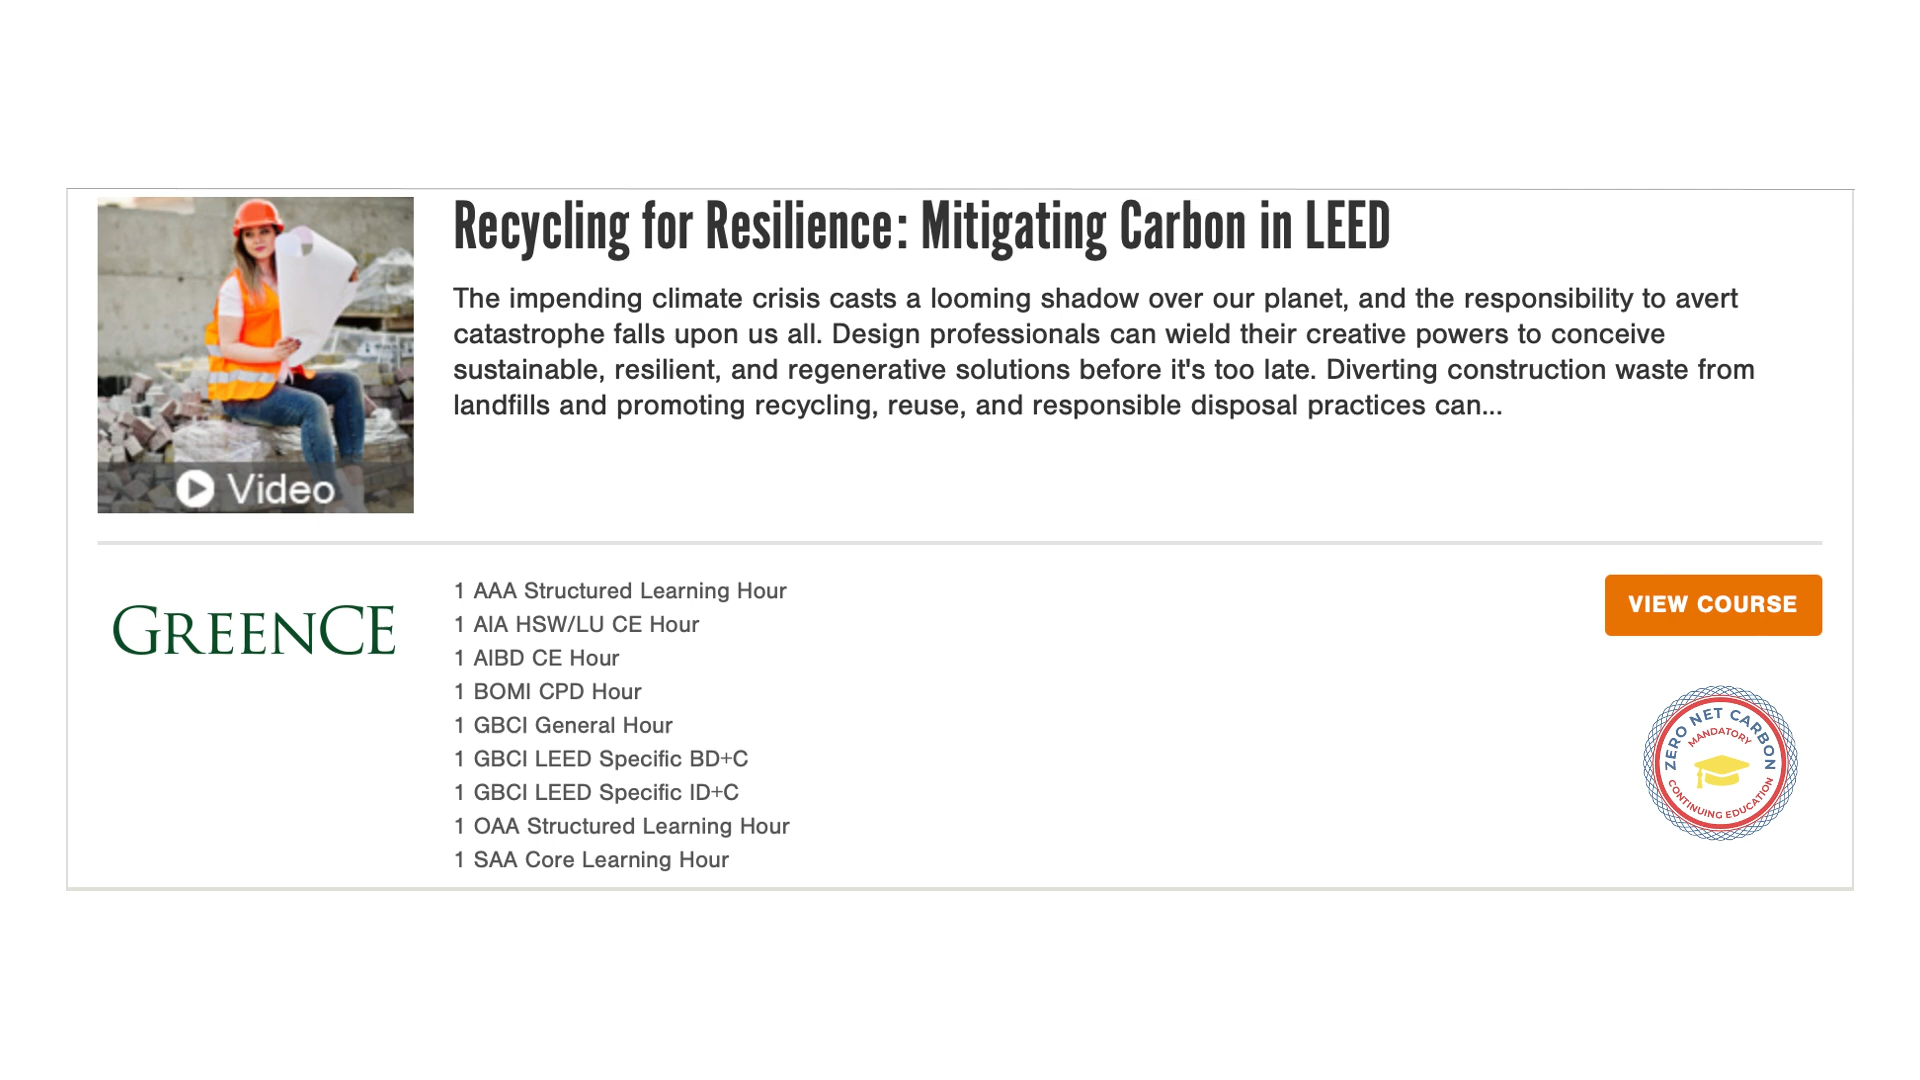 Recycling for Resilience: Mitigating Carbon in LEED
The impending climate crisis casts a looming shadow over our planet, and the responsibility to avert
catastrophe falls upon us all. Design professionals can wield their creative powers to conceive
sustainable, resilient, and regenerative solutions before it's too late. Diverting construction waste from
landfills and promoting recycling, reuse, and responsible disposal practices can...
Video
GREENCE
1 AAA Structured Learning Hour
1 AIA HSW/LU CE Hour
1 AIBD CE Hour
1 BOMI CPD Hour
1 GBCI General Hour
1 GBCI LEED Specific BD+C
1 GBCI LEED Specific ID+C
1 OAA Structured Learning Hour
1 SAA Core Learning Hour
VIEW COURSE
ZERO NET CARBON
MANDATORY
CONTINUING EDUCATION